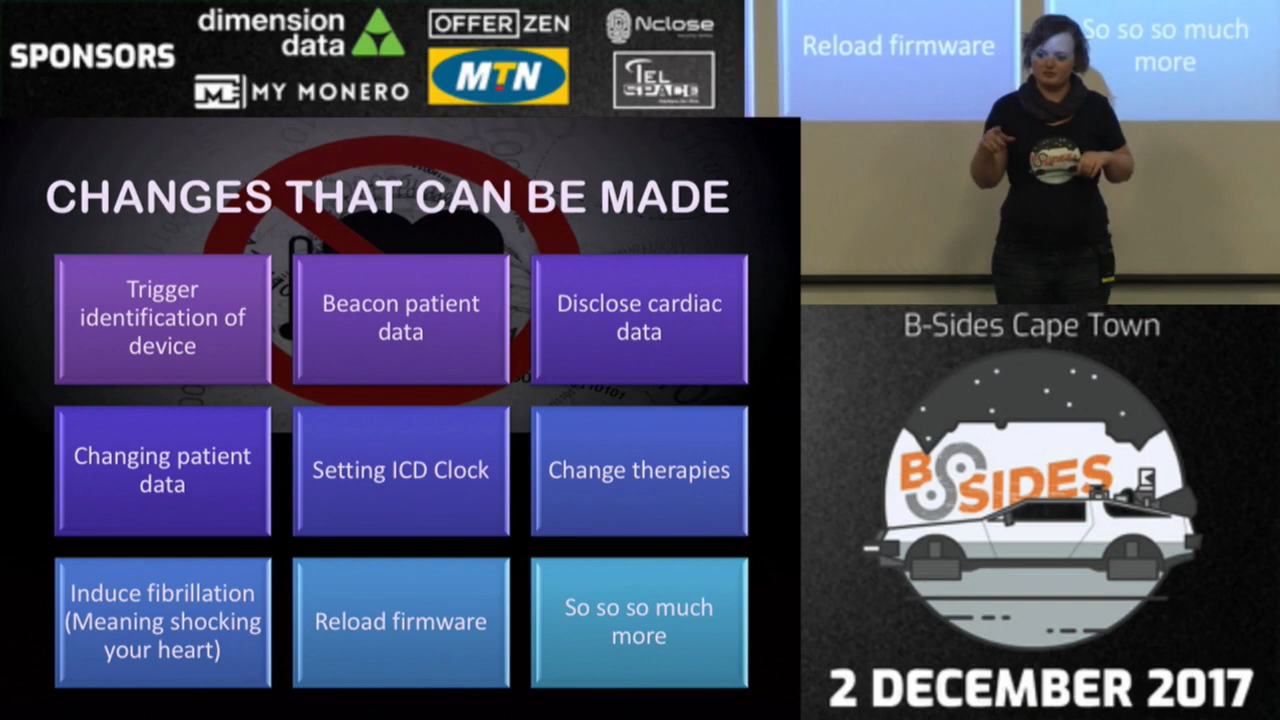 SPONSORS
dimension
data
MY MONERO
OFFERZEN
MTN
Nclose
TEL
SPACE
Reload firmware
So so so much
more
CHANGES THAT CAN BE MADE
Trigger
identification of
device
Beacon patient
data
Disclose cardiac
data
Changing patient
data
Setting ICD Clock
Change therapies
Induce fibrillation
(Meaning shocking
your heart)
Reload firmware
So so so much
more
B-Sides Cape Town
BSIDES
2 DECEMBER 2017